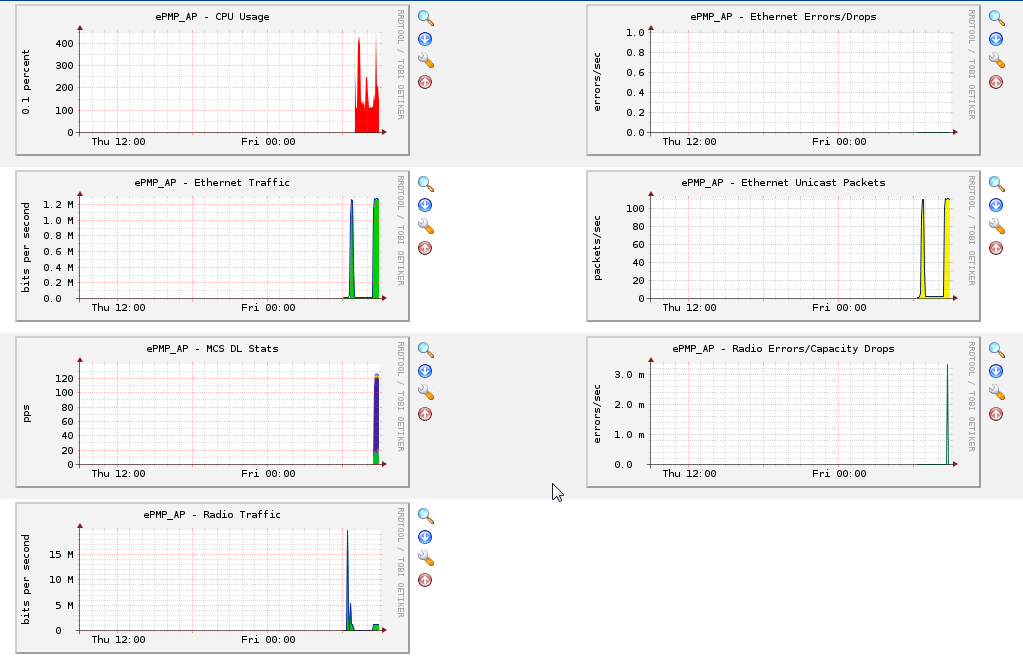 ePMP_AP - CPU Usage
0.1 percent
400
300
200
100
0
Thu 12:00 Fri 00:00
RRDTOOL / TOBI OETIKER
ePMP_AP - Ethernet Errors/Drops
errors/sec
1.0
0.8
0.6
0.4
0.2
0.0
Thu 12:00 Fri 00:00
RRDTOOL / TOBI OETIKER
ePMP_AP - Ethernet Traffic
bits per second
1.2 M
1.0 M
0.8 M
0.6 M
0.4 M
0.2 M
0.0
Thu 12:00 Fri 00:00
RRDTOOL / TOBI OETIKER
ePMP_AP - Ethernet Unicast Packets
packets/sec
100
80
60
40
20
0
Thu 12:00 Fri 00:00
RRDTOOL / TOBI OETIKER
ePMP_AP - MCS DL Stats
pps
120
100
80
60
40
20
0
Thu 12:00 Fri 00:00
RRDTOOL / TOBI OETIKER
ePMP_AP - Radio Errors/Capacity Drops
errors/sec
3.0 m
2.0 m
1.0 m
0.0
Thu 12:00 Fri 00:00
RRDTOOL / TOBI OETIKER
ePMP_AP - Radio Traffic
bits per second
15 M
10 M
5 M
0
Thu 12:00 Fri 00:00
RRDTOOL / TOBI OETIKER